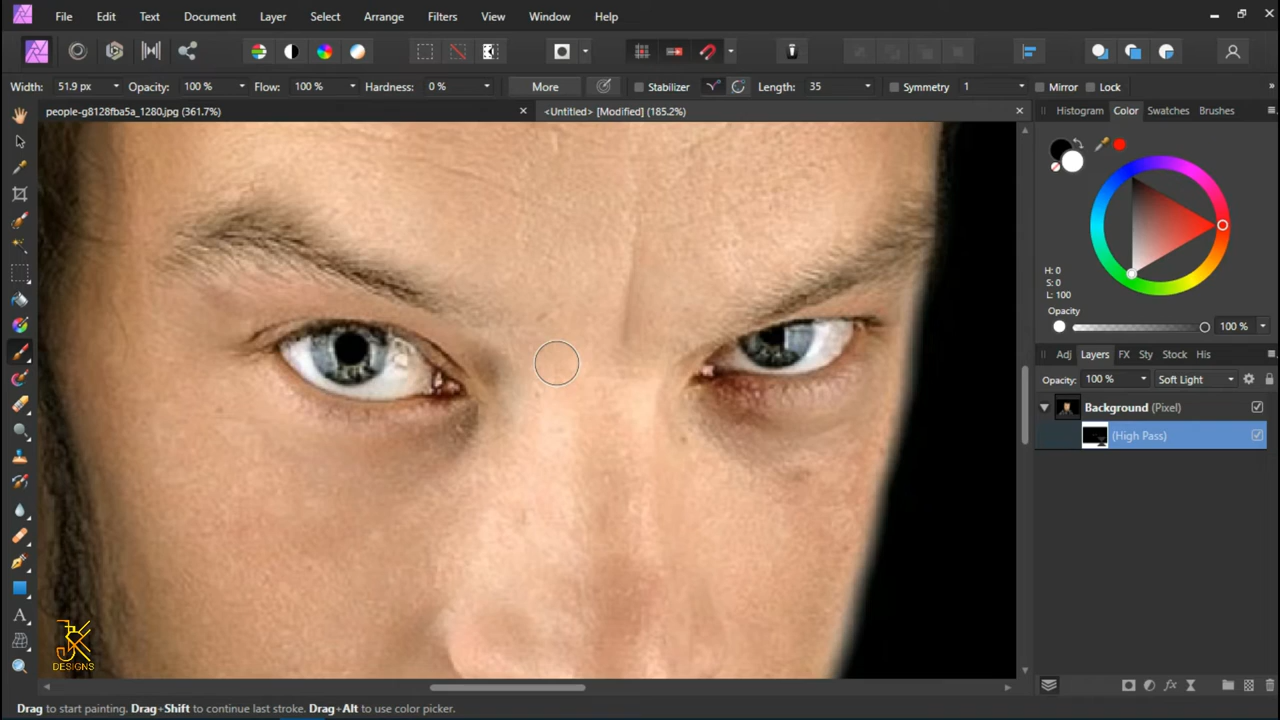 File Edit Text Document Layer Select Arrange Filters View Window Help
Width: 51.9 px Opacity: 100 % Flow: 100 % Hardness: 0 % More Stabilizer Length: 35 Symmetry 1 Mirror Lock
people-g8128fba5a_1280.jpg (361.7%)
<Untitled> [Modified] (185.2%)
Histogram Color Swatches Brushes
H: 0
S: 0
L: 100
Opacity
100 %
Adj Layers FX Sty Stock His
Opacity: 100 % Soft Light
Background (Pixel)
(High Pass)
A
JK
DESIGNS
Drag to start painting. Drag+Shift to continue last stroke. Drag+Alt to use color picker.